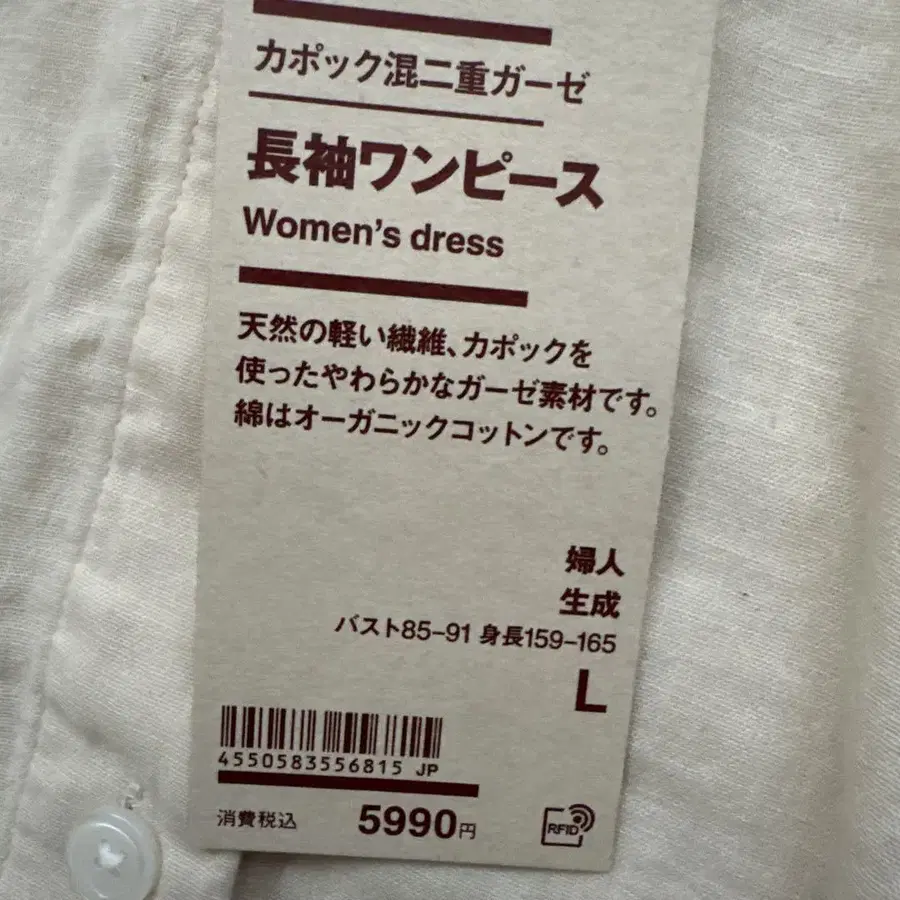 カポック混二重ガーゼ
長袖ワンピース
Women's dress
天然の軽い繊維、カポックを
使ったやわらかなガーゼ素材です。
綿はオーガニックコットンです。
婦人
生成
バスト85-91 身長159-165
L
4550583556815 JP
消費税込 5990円
RFID